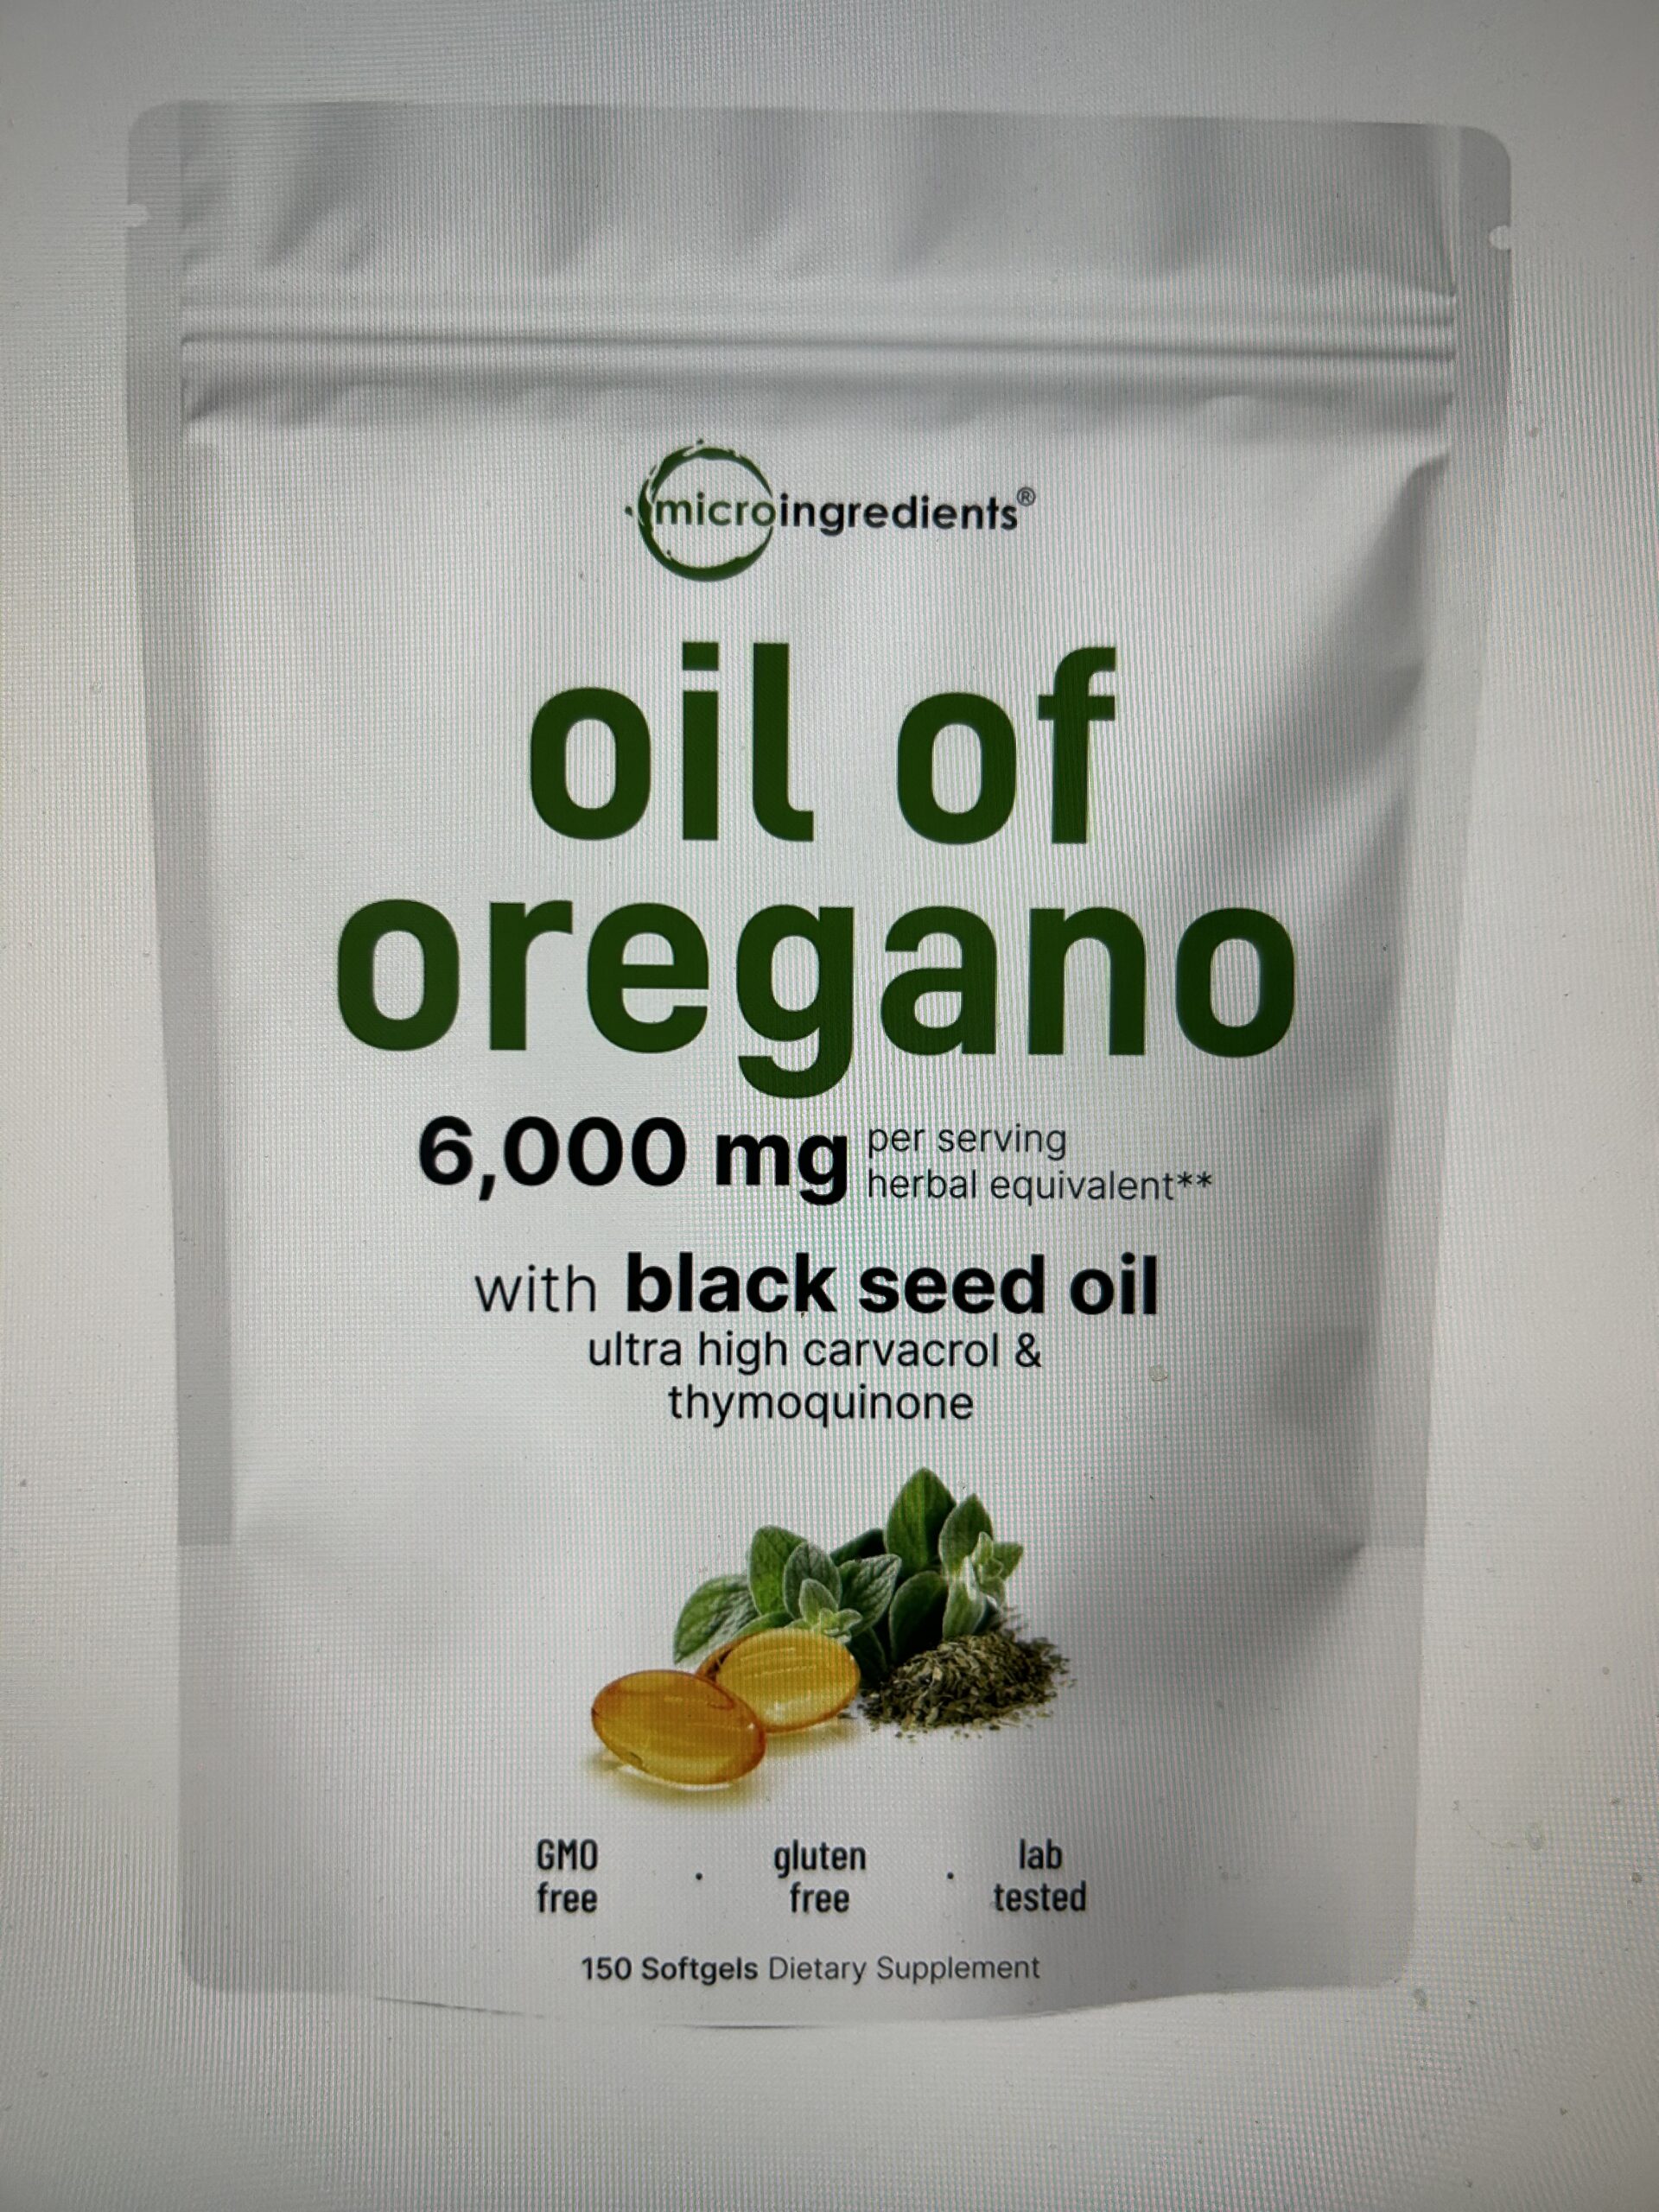 microingredients®
oil of
oregano
6,000 mg per serving
herbal equivalent**
with black seed oil
ultra high carvacrol &
thymoquinone
GMO free · gluten free · lab tested
150 Softgels Dietary Supplement